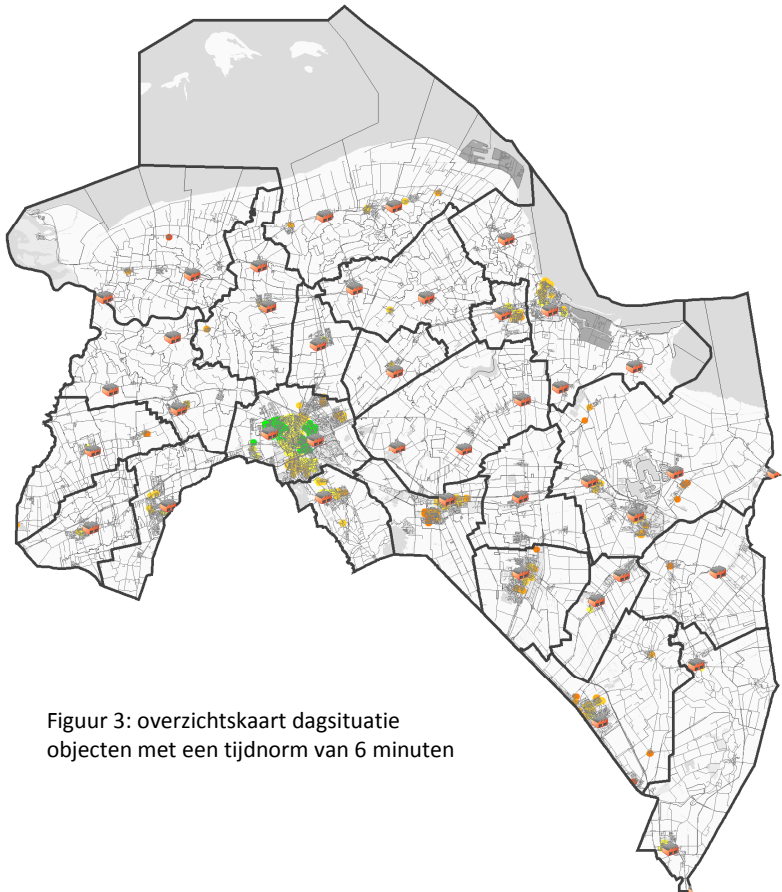 Figuur 3: overzichtskaart dagsituatie
objecten met een tijdnorm van 6 minuten